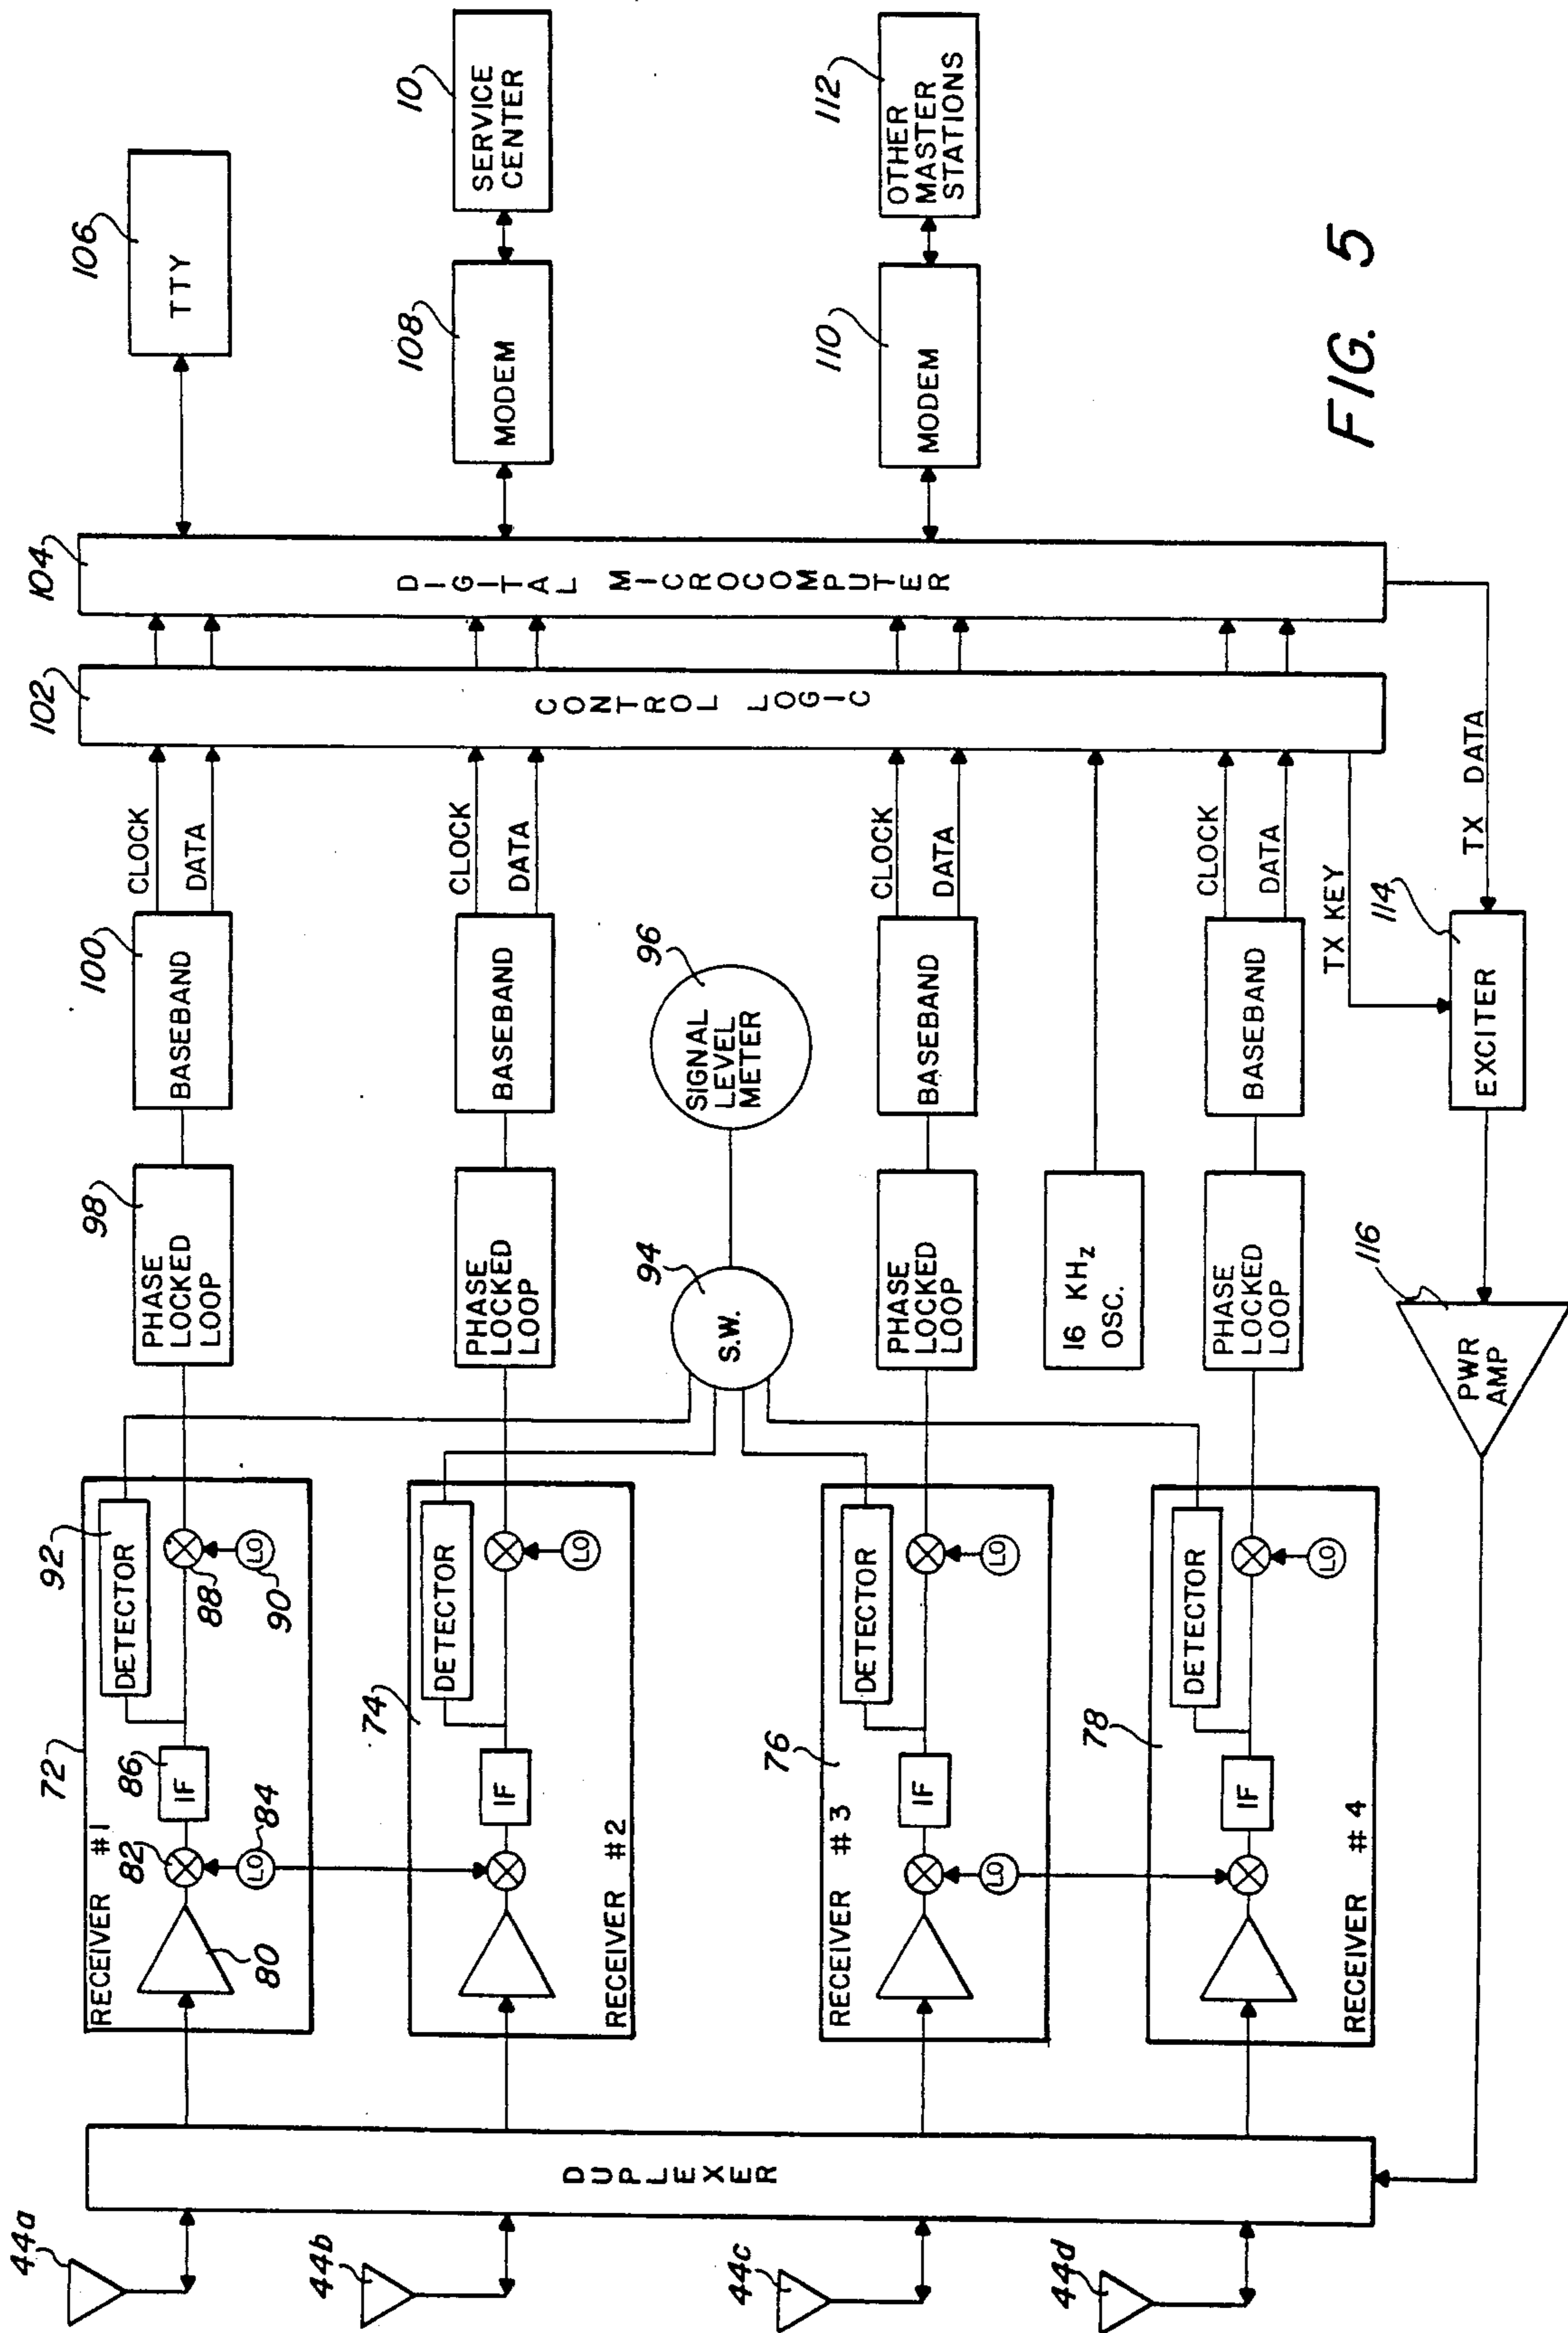 44a
44b
44c
44d
DUPLEXER
72
RECEIVER #1
80
82
LO
84
IF
86
DETECTOR
92
88
LO
90
74
RECEIVER #2
IF
DETECTOR
LO
76
RECEIVER #3
LO
IF
DETECTOR
LO
78
RECEIVER #4
IF
DETECTOR
LO
98
PHASE
LOCKED
LOOP
100
BASEBAND
CLOCK
DATA
PHASE
LOCKED
LOOP
BASEBAND
CLOCK
DATA
94
S.W.
96
SIGNAL
LEVEL
METER
PHASE
LOCKED
LOOP
BASEBAND
CLOCK
DATA
16 KHz
OSC.
PHASE
LOCKED
LOOP
BASEBAND
CLOCK
DATA
102
CONTROL LOGIC
104
DIGITAL MICROCOMPUTER
106
TTY
108
MODEM
10
SERVICE
CENTER
110
MODEM
112
OTHER
MASTER
STATIONS
TX KEY
TX DATA
114
EXCITER
116
PWR
AMP
FIG. 5